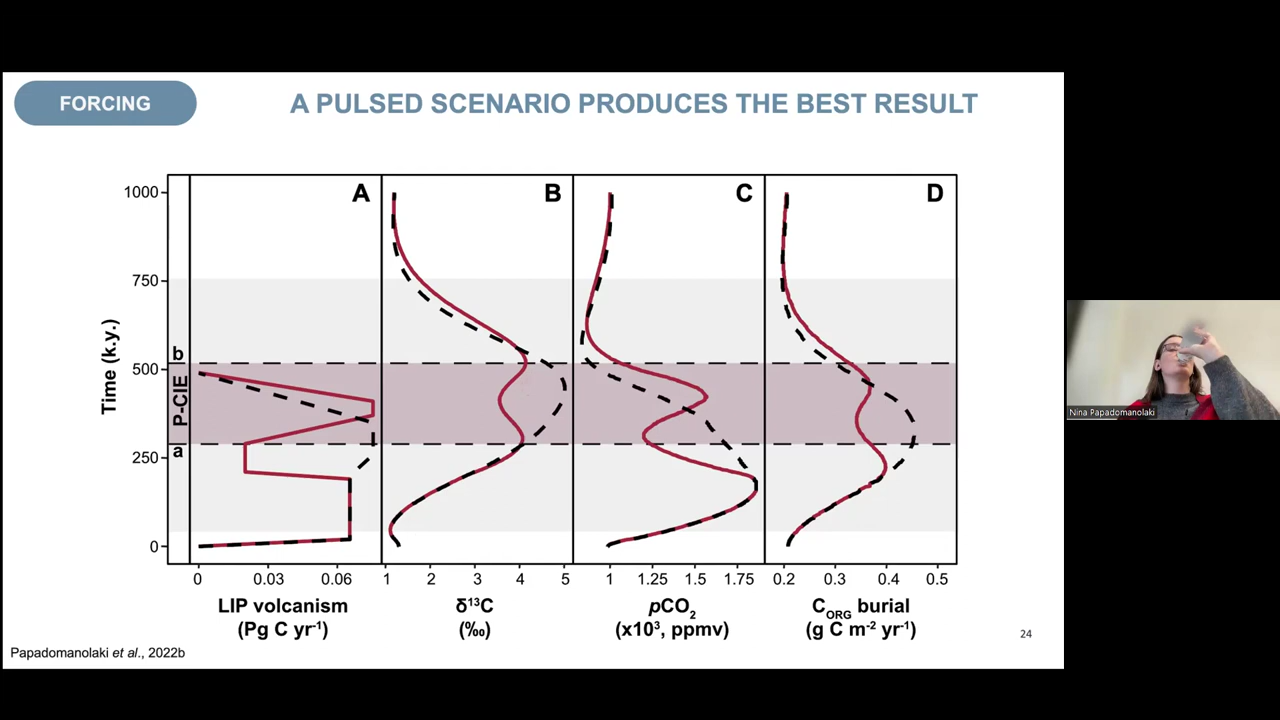 FORCING
A PULSED SCENARIO PRODUCES THE BEST RESULT
A
B
C
D
Time (k.y.)
1000
750
500
250
0
b
P-CIE
a
0 0.03 0.06
1 2 3 4 5
1 1.25 1.5 1.75
0.2 0.3 0.4 0.5
LIP volcanism
(Pg C yr⁻¹)
δ¹³C
(‰)
pCO₂
(x10³, ppmv)
C_ORG burial
(g C m⁻² yr⁻¹)
24
Papadomanolaki et al., 2022b
Nina Papadomanolaki